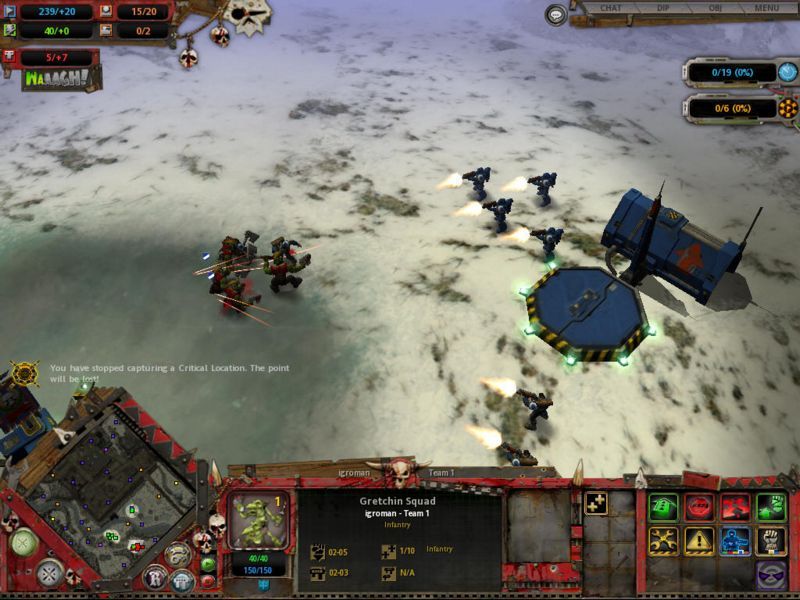 239/+20
15/20
40/+0
0/2
5/+7
WAAAGH!
CHAT
DIP
OBJ
MENU
0/19 (0%)
0/6 (0%)
You have stopped capturing a Critical Location. The point
will be lost!
igroman
Team 1
1
Gretchin Squad
igroman - Team 1
Infantry
02-05
1/10
Infantry
40/40
150/150
02-03
N/A